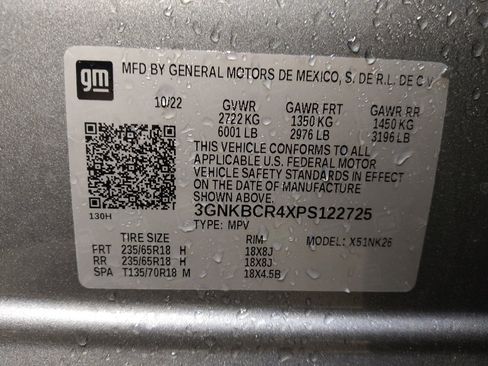 gm
MFD BY GENERAL MOTORS DE MEXICO, S. DE R.L. DE C.V.
10/22 GVWR GAWR FRT GAWR RR
2722 KG 1350 KG 1450 KG
6001 LB 2976 LB 3196 LB
THIS VEHICLE CONFORMS TO ALL
APPLICABLE U.S. FEDERAL MOTOR
VEHICLE SAFETY STANDARDS IN EFFECT
ON THE DATE OF MANUFACTURE
SHOWN ABOVE.
130H 3GNKBCR4XPS122725
TYPE: MPV MODEL: X51NK26
TIRE SIZE RIM
FRT 235/65R18 H 18X8J
RR 235/65R18 H 18X8J
SPA T135/70R18 M 18X4.5B